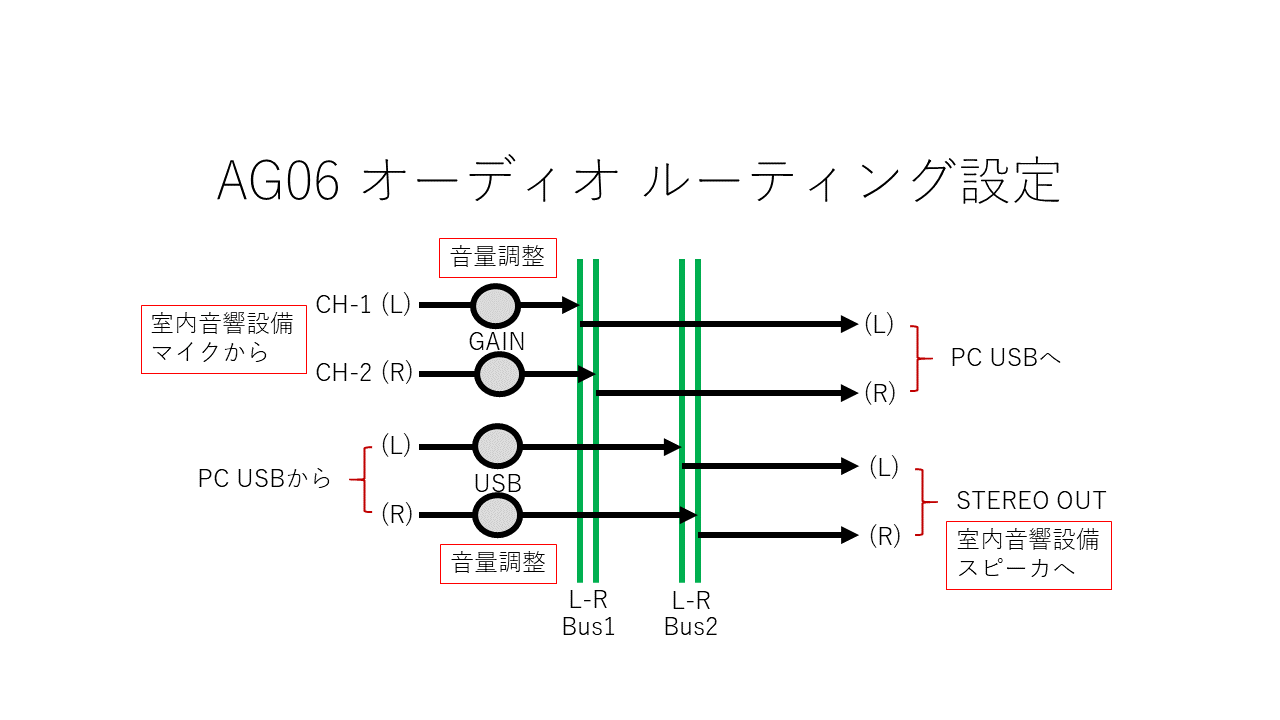 AG06 オーディオ ルーティング設定
音量調整
室内音響設備
マイクから
CH-1 (L)
GAIN
CH-2 (R)
(L)
(R)
PC USBへ
PC USBから
(L)
(R)
USB
音量調整
(L)
(R)
STEREO OUT
室内音響設備
スピーカへ
L-R
Bus1
L-R
Bus2